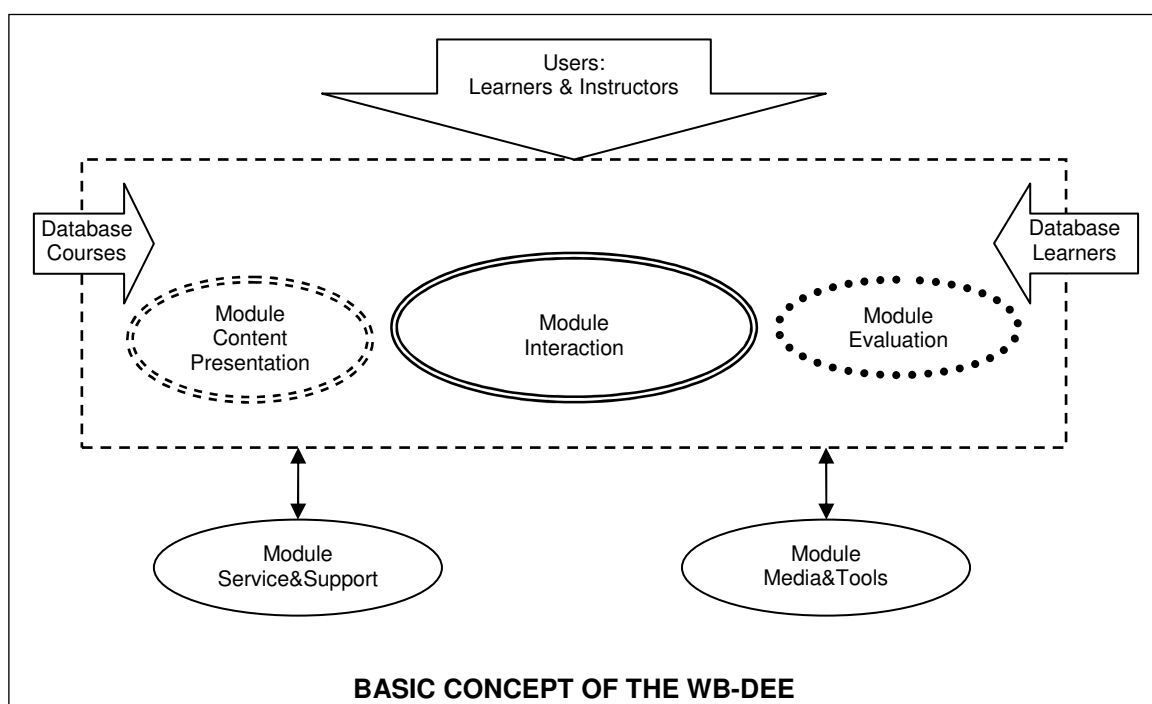 Users:
Learners & Instructors
Database
Courses
Database
Learners
Module
Content
Presentation
Module
Interaction
Module
Evaluation
Module
Service&Support
Module
Media&Tools
BASIC CONCEPT OF THE WB-DEE